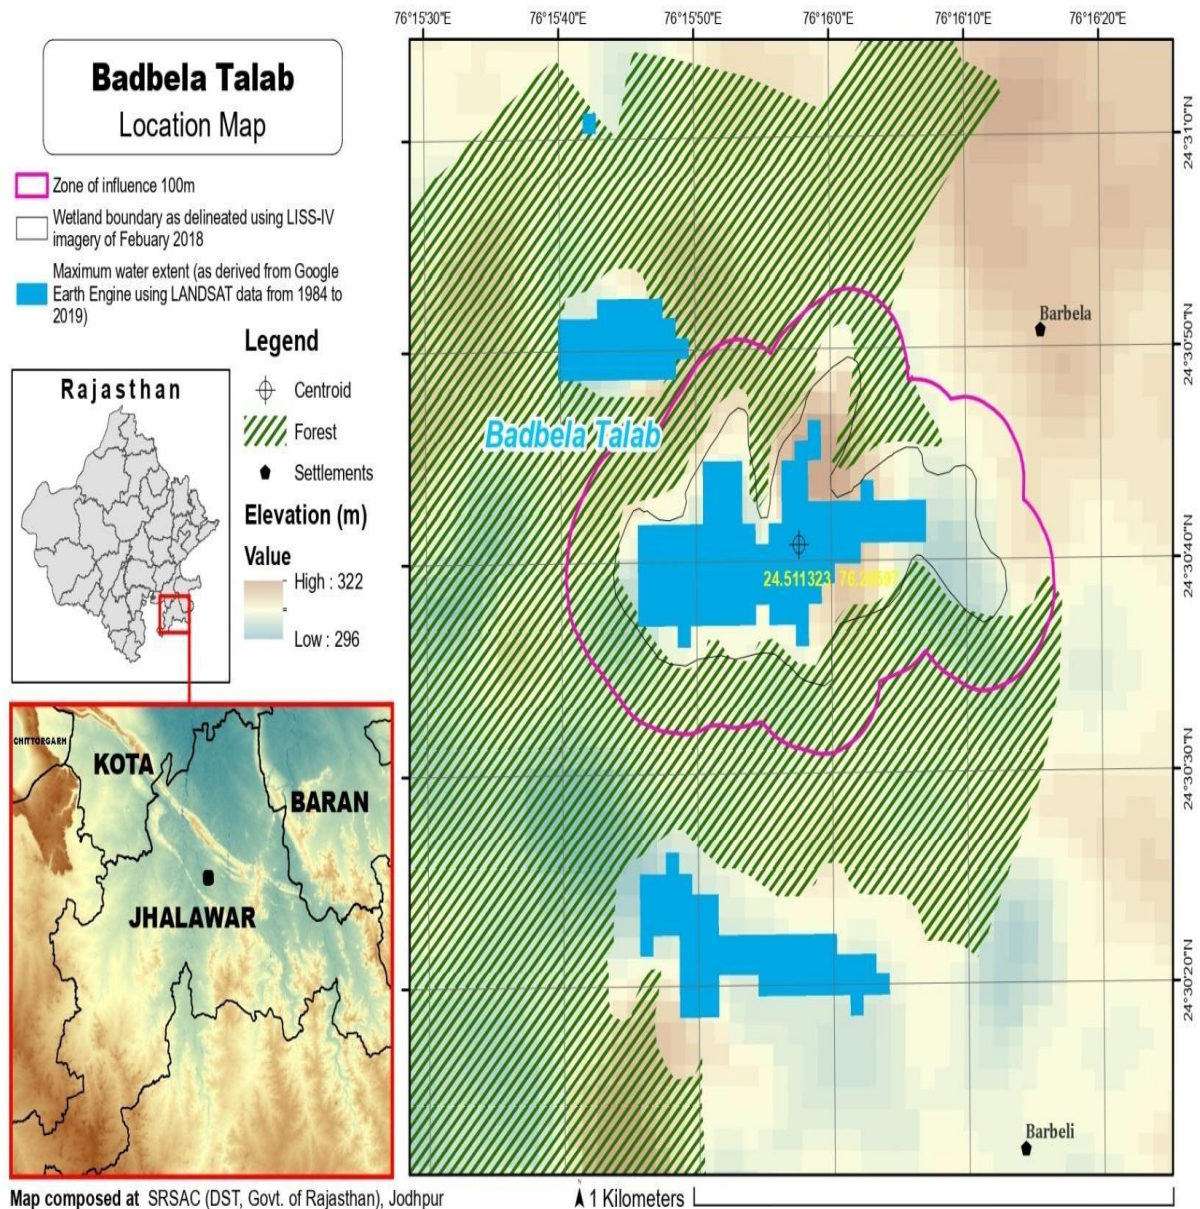 Badbela Talab
Location Map
Zone of influence 100m
Wetland boundary as delineated using LISS-IV
imagery of Febuary 2018
Maximum water extent (as derived from Google
Earth Engine using LANDSAT data from 1984 to
2019)
Legend
Centroid
Forest
Settlements
Elevation (m)
Value
High : 322
Low : 296
Rajasthan
CHITTORGARH
KOTA
BARAN
JHALAWAR
Map composed at SRSAC (DST, Govt. of Rajasthan), Jodhpur
76°15'30"E 76°15'40"E 76°15'50"E 76°16'0"E 76°16'10"E 76°16'20"E
24°31'0"N
24°30'50"N
24°30'40"N
24°30'30"N
24°30'20"N
Barbela
Badbela Talab
24.511323,
Barbeli
1 Kilometers